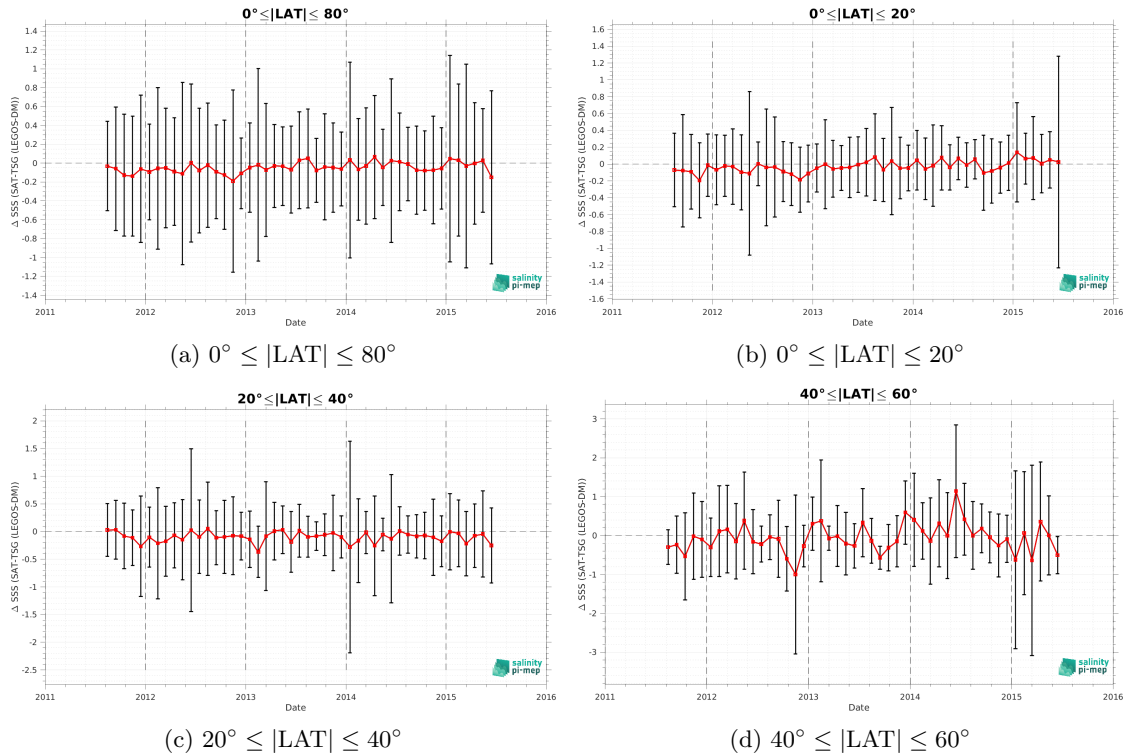 0°≤|LAT|≤ 80°
1.4
1.2
1
0.8
0.6
0.4
0.2
0
-0.2
-0.4
-0.6
-0.8
-1
-1.2
-1.4
Δ SSS (SAT-TSG (LEGOS-DM))
2011 2012 2013 2014 2015 2016
Date
salinity
pi-mep
(a) 0° ≤ |LAT| ≤ 80°
0°≤|LAT|≤ 20°
1.6
1.4
1.2
1
0.8
0.6
0.4
0.2
0
-0.2
-0.4
-0.6
-0.8
-1
-1.2
-1.4
-1.6
Δ SSS (SAT-TSG (LEGOS-DM))
2011 2012 2013 2014 2015 2016
Date
salinity
pi-mep
(b) 0° ≤ |LAT| ≤ 20°
20°≤|LAT|≤ 40°
2
1.5
1
0.5
0
-0.5
-1
-1.5
-2
-2.5
Δ SSS (SAT-TSG (LEGOS-DM))
2011 2012 2013 2014 2015 2016
Date
salinity
pi-mep
(c) 20° ≤ |LAT| ≤ 40°
40°≤|LAT|≤ 60°
3
2
1
0
-1
-2
-3
Δ SSS (SAT-TSG (LEGOS-DM))
2011 2012 2013 2014 2015 2016
Date
salinity
pi-mep
(d) 40° ≤ |LAT| ≤ 60°